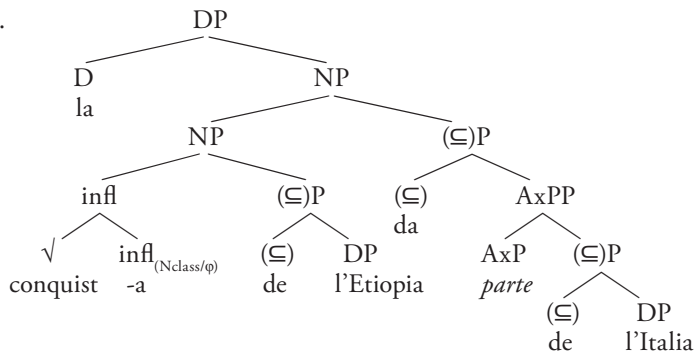 . DP
D NP
la
NP (⊆)P
infl (⊆)P (⊆) AxPP
da
√ infl(Nclass/φ) (⊆) DP AxP (⊆)P
conquist -a de l'Etiopia parte
(⊆) DP
de l'Italia